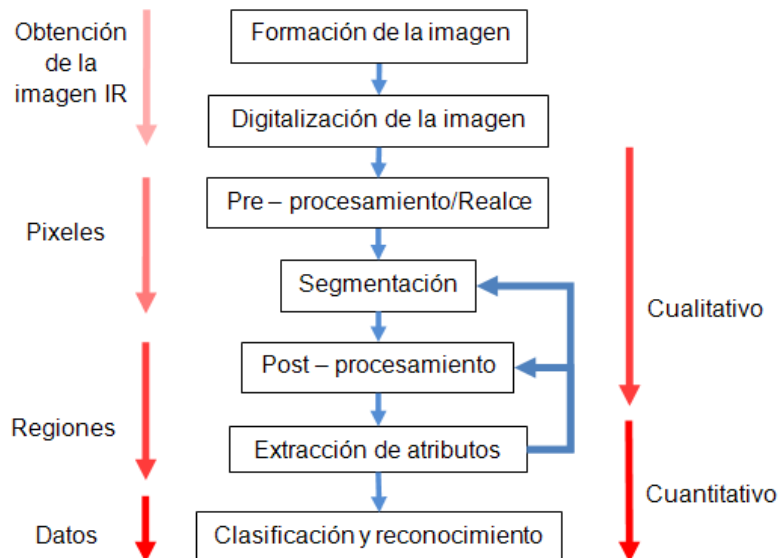 Obtención
de la
imagen IR
Formación de la imagen
Digitalización de la imagen
Pre – procesamiento/Realce
Pixeles
Segmentación
Cualitativo
Post – procesamiento
Regiones
Extracción de atributos
Cuantitativo
Datos
Clasificación y reconocimiento